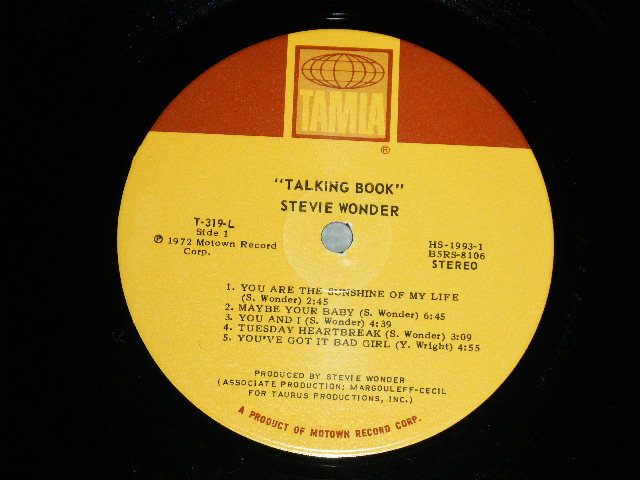 TAMLA
®
"TALKING BOOK"
STEVIE WONDER
T-319-L
Side 1
℗ 1972 Motown Record
Corp.
HS-1993-1
B5RS-8106
STEREO
1. YOU ARE THE SUNSHINE OF MY LIFE
(S. Wonder) 2:45
2. MAYBE YOUR BABY (S. Wonder) 6:45
3. YOU AND I (S. Wonder) 4:39
4. TUESDAY HEARTBREAK (S. Wonder) 3:09
5. YOU'VE GOT IT BAD GIRL (Y. Wright) 4:55
PRODUCED BY STEVIE WONDER
(ASSOCIATE PRODUCTION: MARGOULEFF-CECIL
FOR TAURUS PRODUCTIONS, INC.)
A PRODUCT OF MOTOWN RECORD CORP.